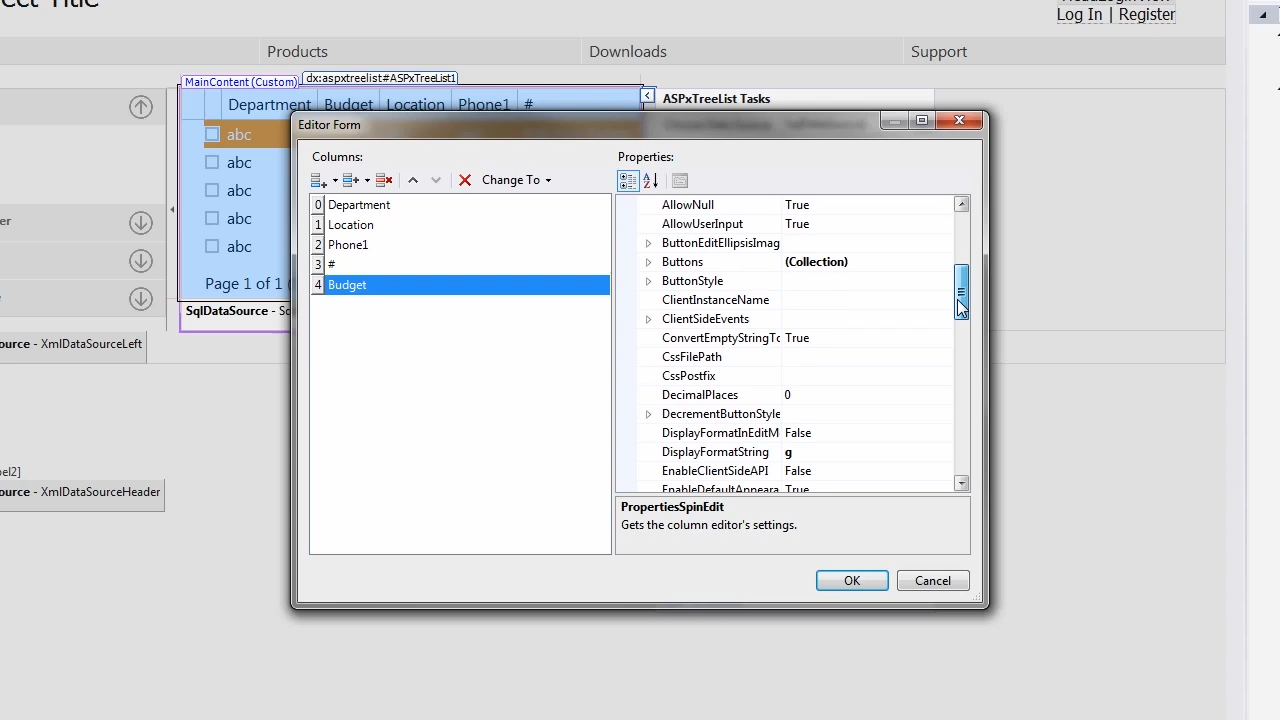 Log In | Register
Products
Downloads
Support
MainContent (Custom)
dx:aspxtreelist#ASPxTreeList1
Department
Budget
Location
Phone1
#
ASPxTreeList Tasks
abc
abc
abc
abc
abc
Page 1 of 1 (
SqlDataSource - Sq
ource - XmlDataSourceLeft
el2]
ource - XmlDataSourceHeader
Editor Form
Columns:
Change To
0 Department
1 Location
2 Phone1
3 #
4 Budget
Properties:
AllowNull True
AllowUserInput True
ButtonEditEllipsisImag
Buttons (Collection)
ButtonStyle
ClientInstanceName
ClientSideEvents
ConvertEmptyStringTo True
CssFilePath
CssPostfix
DecimalPlaces 0
DecrementButtonStyle
DisplayFormatInEditM False
DisplayFormatString g
EnableClientSideAPI False
EnableDefaultAppeara True
PropertiesSpinEdit
Gets the column editor's settings.
OK
Cancel